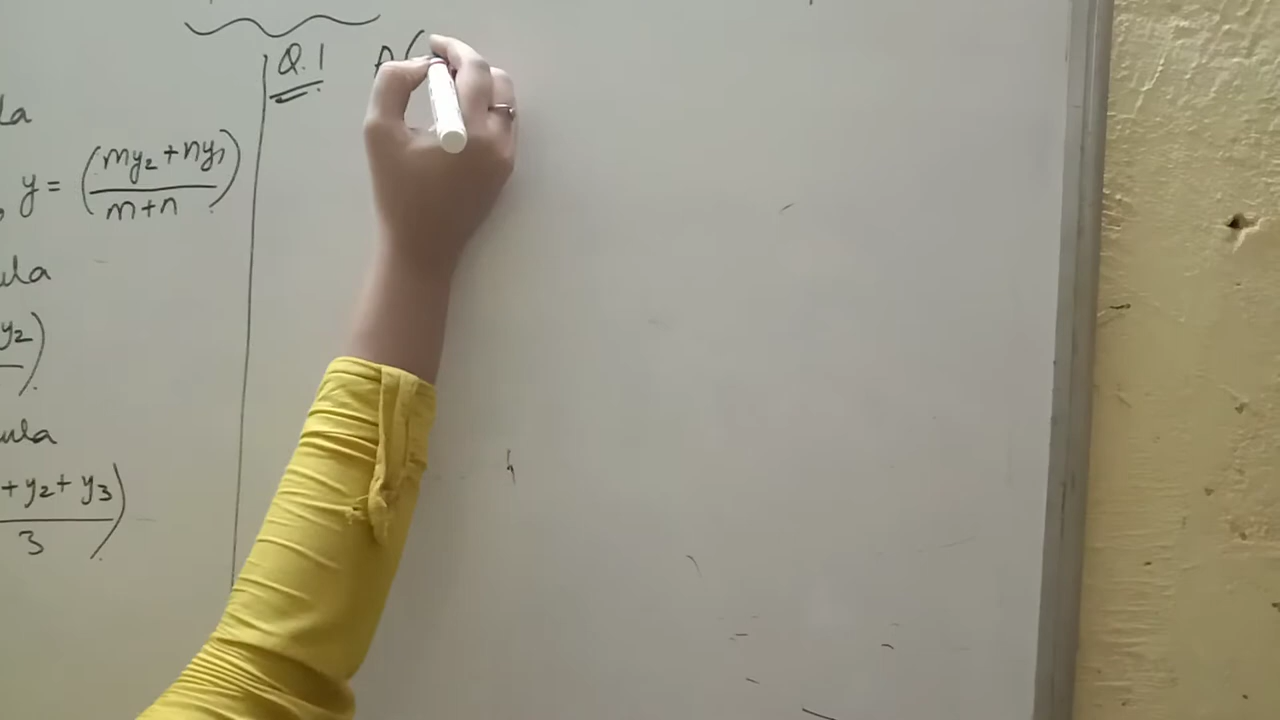 Q.1 A(
la
y = (my₂+ny₁ / m+n)
ula
y₂)
ula
+y₂+y₃)
3